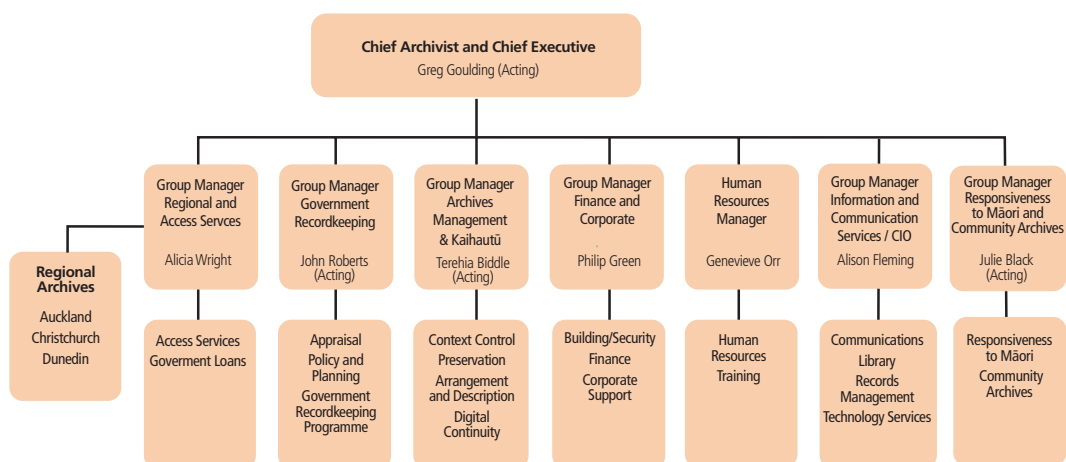 Chief Archivist and Chief Executive
Greg Goulding (Acting)
Group Manager
Regional and
Access Servces
Alicia Wright
Group Manager
Government
Recordkeeping
John Roberts
(Acting)
Group Manager
Archives
Management
& Kaihautū
Terehia Biddle
(Acting)
Group Manager
Finance and
Corporate
Philip Green
Human
Resources
Manager
Genevieve Orr
Group Manager
Information and
Communication
Services / CIO
Alison Fleming
Group Manager
Responsiveness
to Māori and
Community Archives
Julie Black
(Acting)
Regional
Archives
Auckland
Christchurch
Dunedin
Access Services
Goverment Loans
Appraisal
Policy and
Planning
Government
Recordkeeping
Programme
Context Control
Preservation
Arrangement
and Description
Digital
Continuity
Building/Security
Finance
Corporate
Support
Human
Resources
Training
Communications
Library
Records
Management
Technology Services
Responsiveness
to Māori
Community
Archives